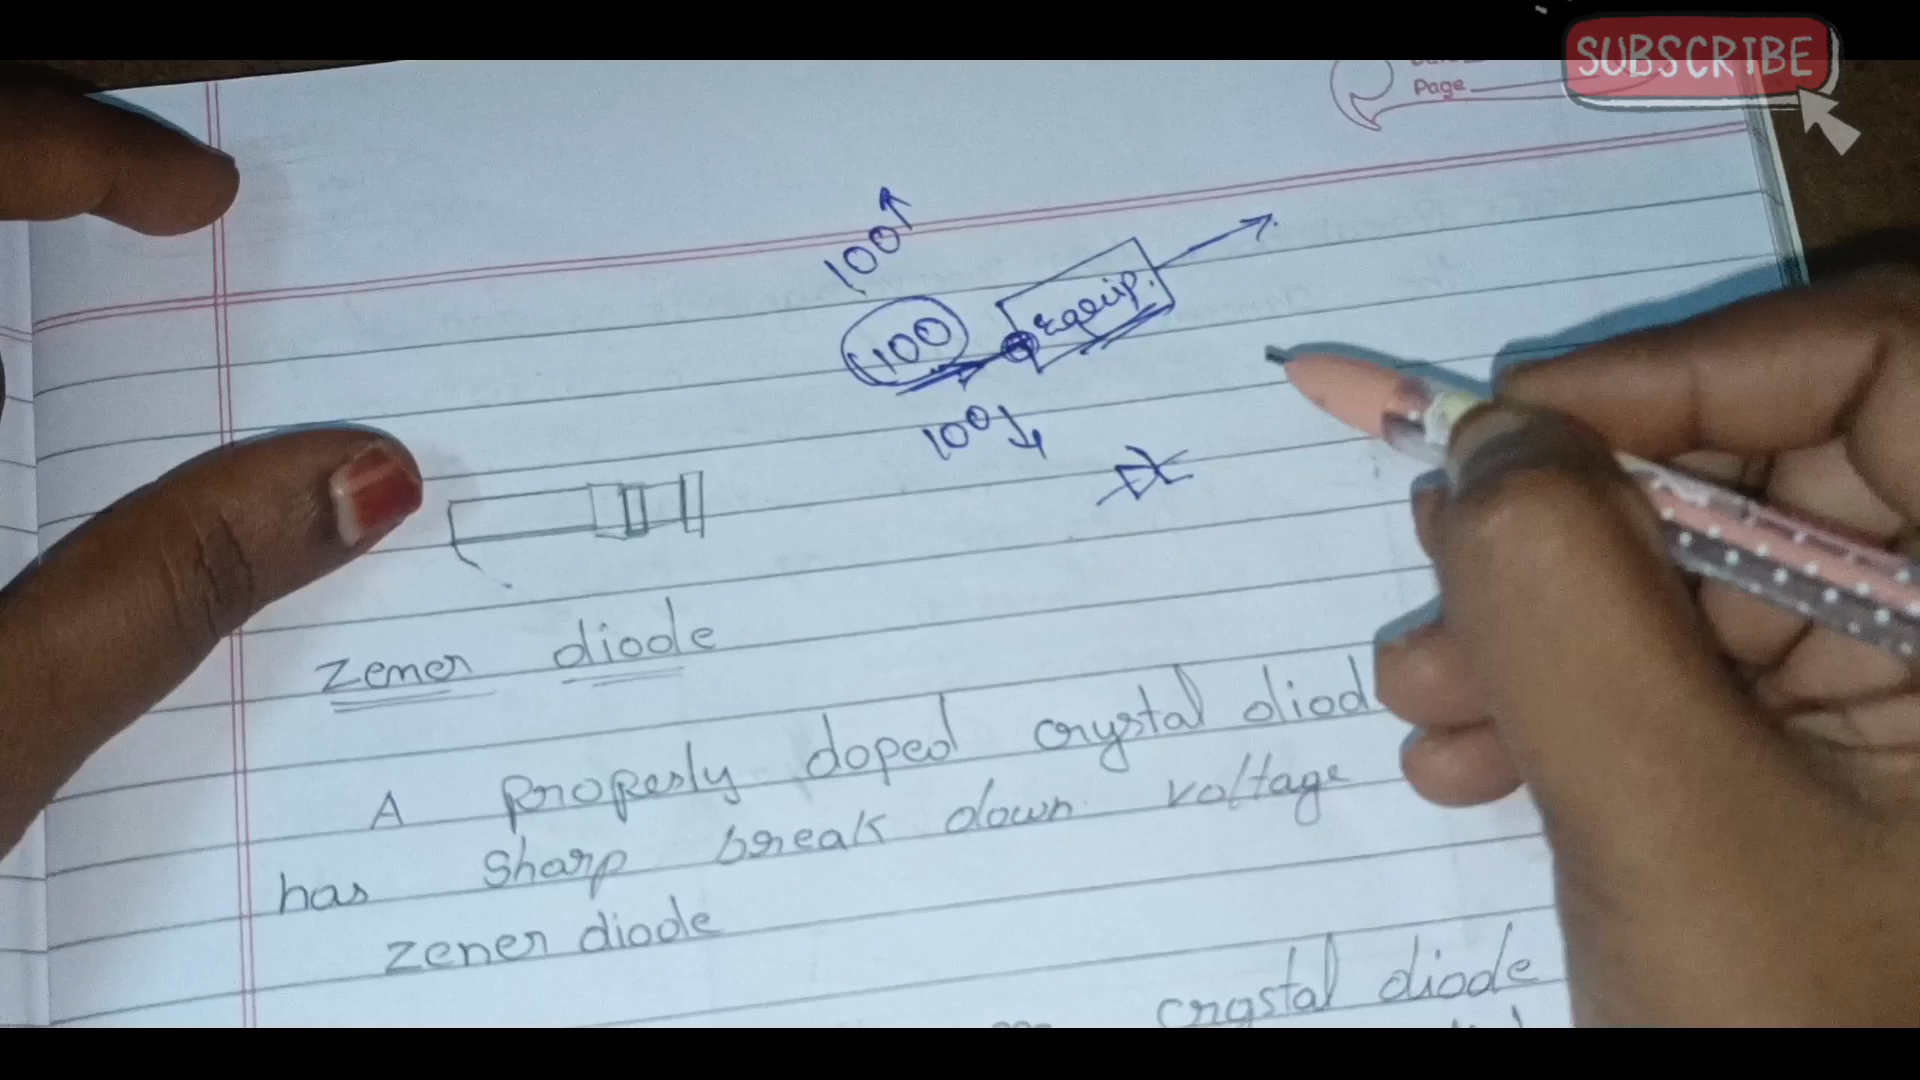 SUBSCRIBE
Page
100
100
Equip.
100
Zener diode
A properly doped crystal diod
has sharp break down voltage
zener diode
crystal diode